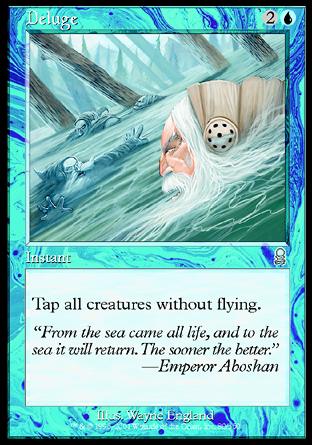 Deluge 2
Instant
Tap all creatures without flying.
“From the sea came all life, and to the
sea it will return. The sooner the better.”
—Emperor Aboshan
Illus. Wayne England